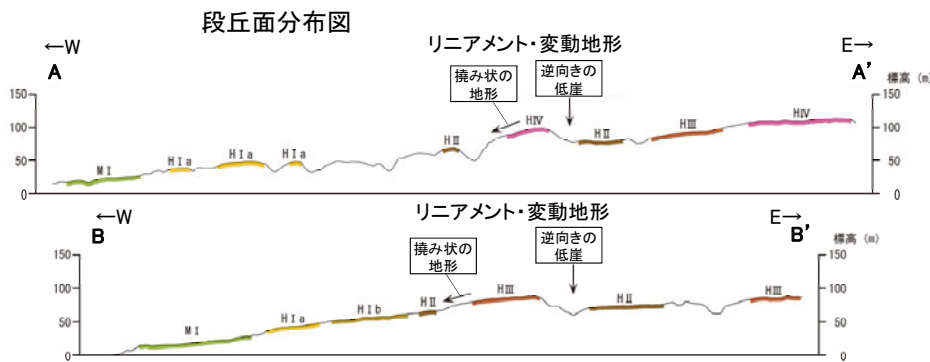 段丘面分布図
←W
リニアメント・変動地形
E→
A
撓み状の
地形
逆向きの
低崖
A'
標高 (m)
150
100
50
0
MⅠ
HⅠa
HⅠa
HⅠa
HⅡ
HⅣ
HⅡ
HⅢ
HⅣ
150
100
50
0
←W
リニアメント・変動地形
E→
B
撓み状の
地形
逆向きの
低崖
B'
標高 (m)
150
100
50
0
MⅠ
HⅠa
HⅠb
HⅡ
HⅢ
HⅡ
HⅢ
150
100
50
0